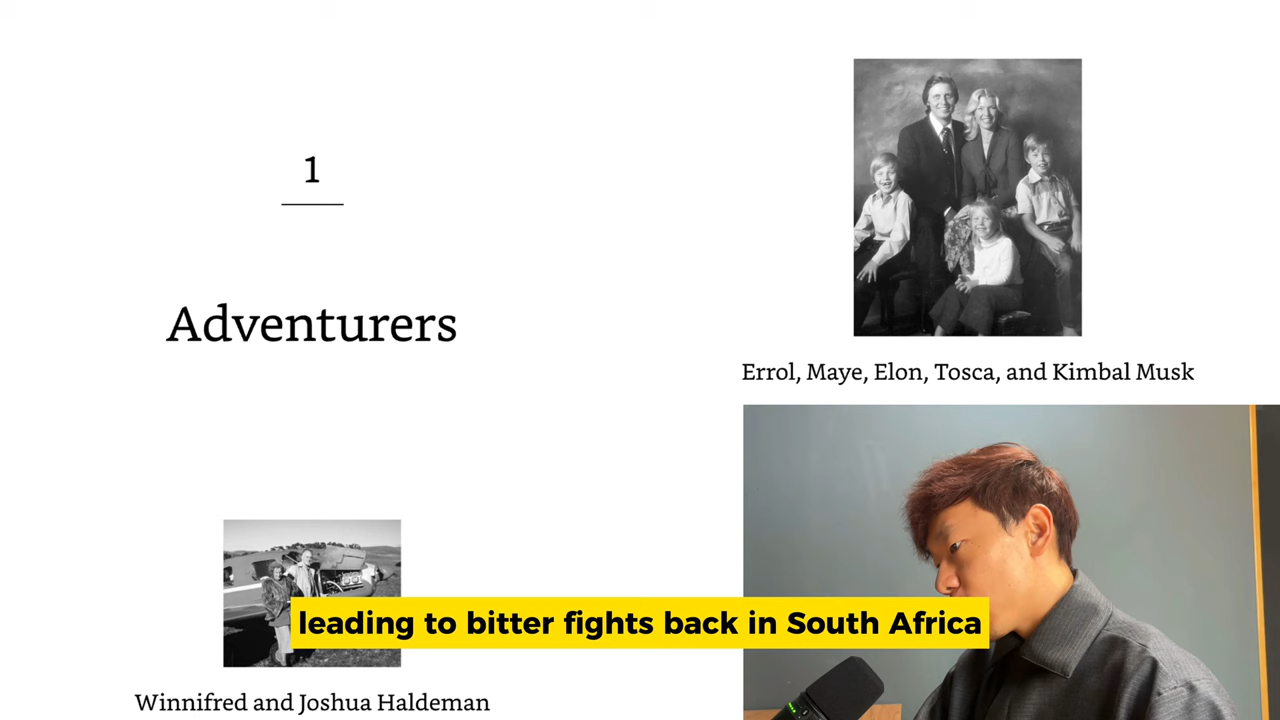 1
Adventurers
Winnifred and Joshua Haldeman
Errol, Maye, Elon, Tosca, and Kimbal Musk
leading to bitter fights back in South Africa